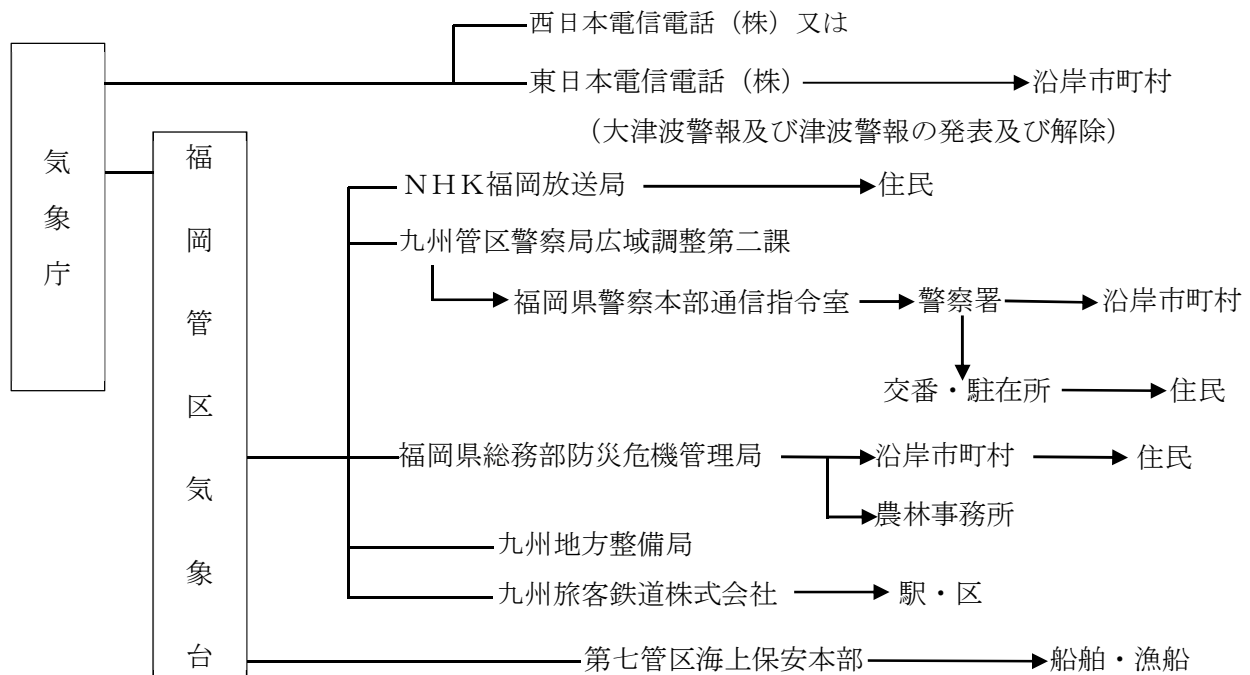 西日本電信電話（株）又は
東日本電信電話（株）
沿岸市町村
（大津波警報及び津波警報の発表及び解除）
気象庁
福岡管区気象台
ＮＨＫ福岡放送局
住民
九州管区警察局広域調整第二課
福岡県警察本部通信指令室
警察署
沿岸市町村
交番・駐在所
住民
福岡県総務部防災危機管理局
沿岸市町村
住民
農林事務所
九州地方整備局
九州旅客鉄道株式会社
駅・区
第七管区海上保安本部
船舶・漁船